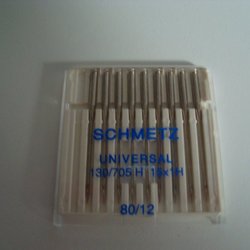 SCHMETZ
UNIVERSAL
130/705 H 15x1H
80/12